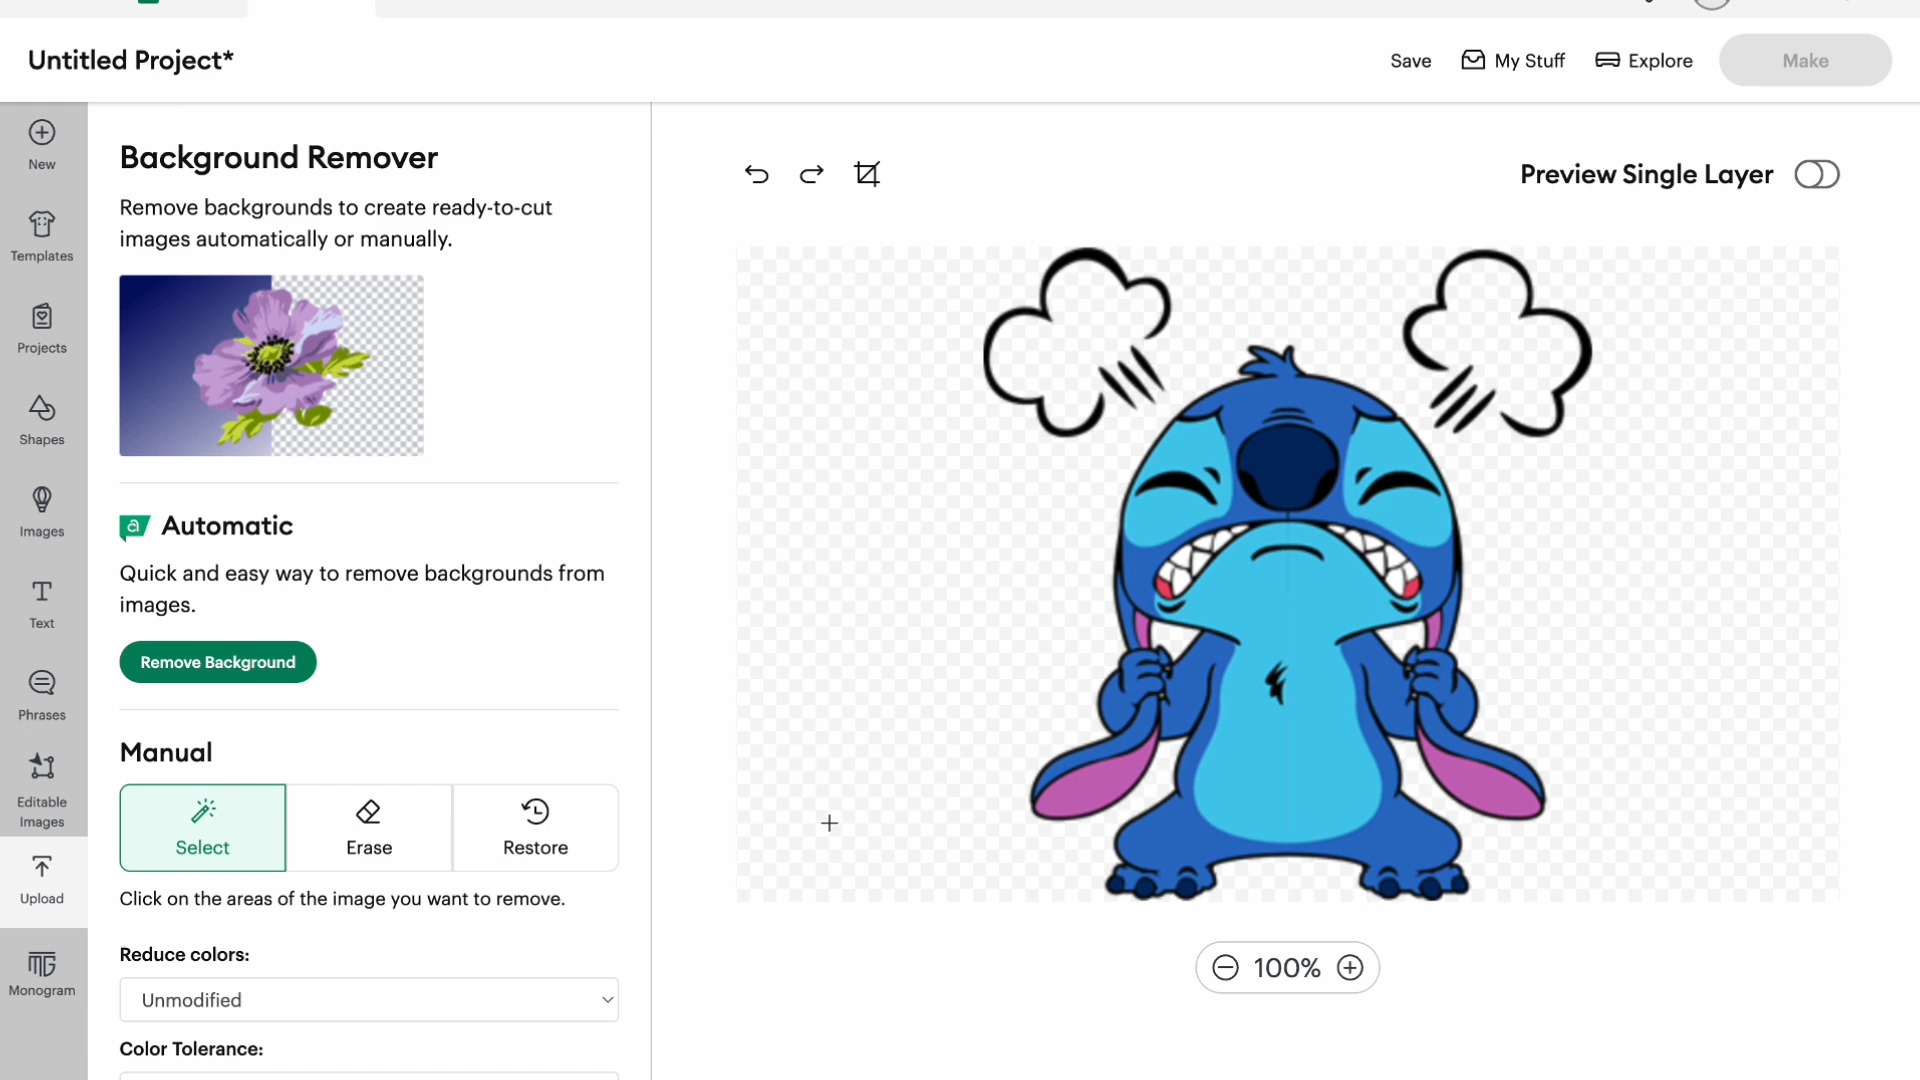 Untitled Project*
Save
My Stuff
Explore
Make
New
Templates
Projects
Shapes
Images
Text
Phrases
Editable
Images
Upload
Monogram
Background Remover
Remove backgrounds to create ready-to-cut
images automatically or manually.
a Automatic
Quick and easy way to remove backgrounds from
images.
Remove Background
Manual
Select
Erase
Restore
Click on the areas of the image you want to remove.
Reduce colors:
Unmodified
Color Tolerance:
Preview Single Layer
100%